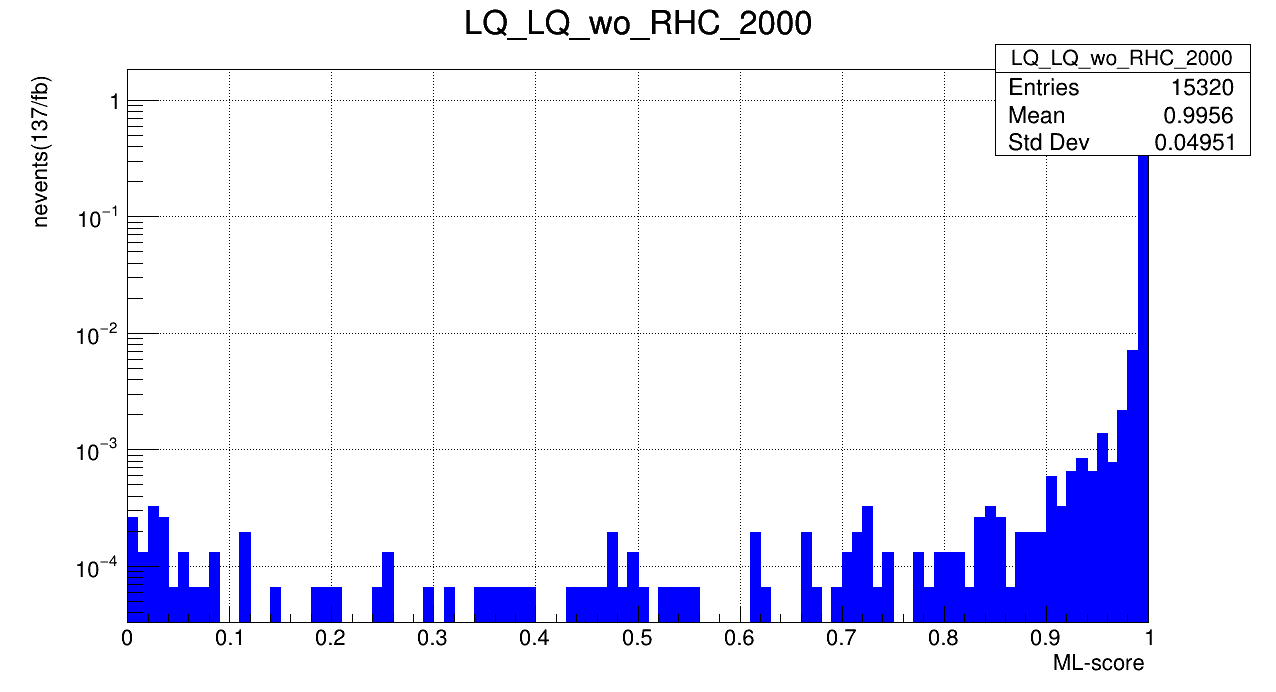 LQ_LQ_wo_RHC_2000
LQ_LQ_wo_RHC_2000
Entries 15320
Mean 0.9956
Std Dev 0.04951
nevents(137/fb)
1
10⁻¹
10⁻²
10⁻³
10⁻⁴
0 0.1 0.2 0.3 0.4 0.5 0.6 0.7 0.8 0.9 1
ML-score